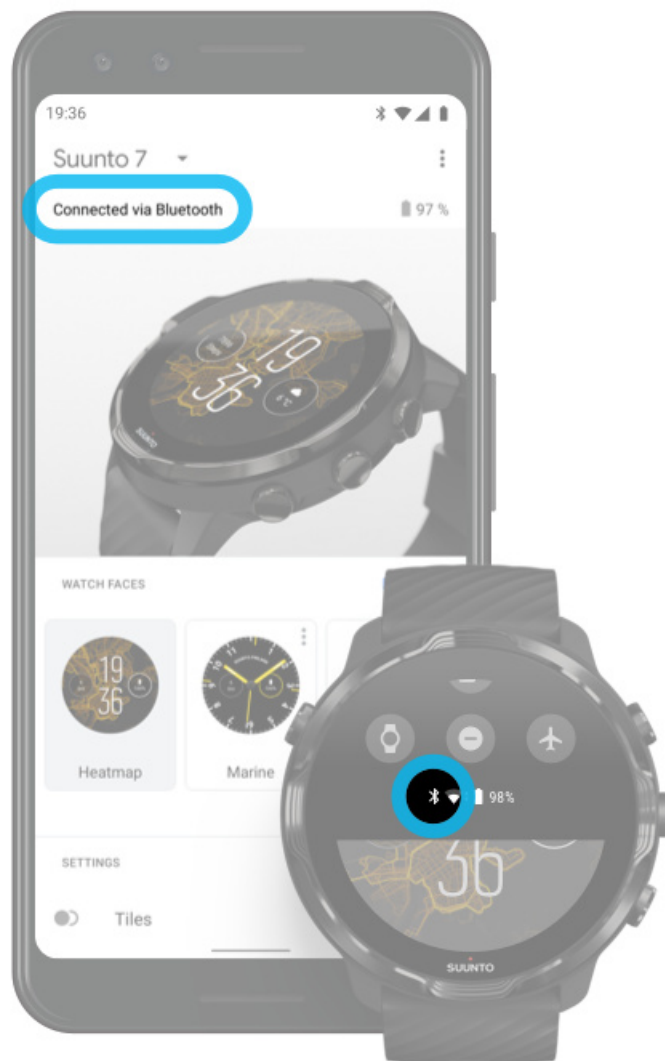 19:36
Suunto 7
Connected via Bluetooth
97 %
19
36
SUUNTO
WATCH FACES
19
36
Heatmap
Marine
98%
36
SUUNTO
SETTINGS
Tiles